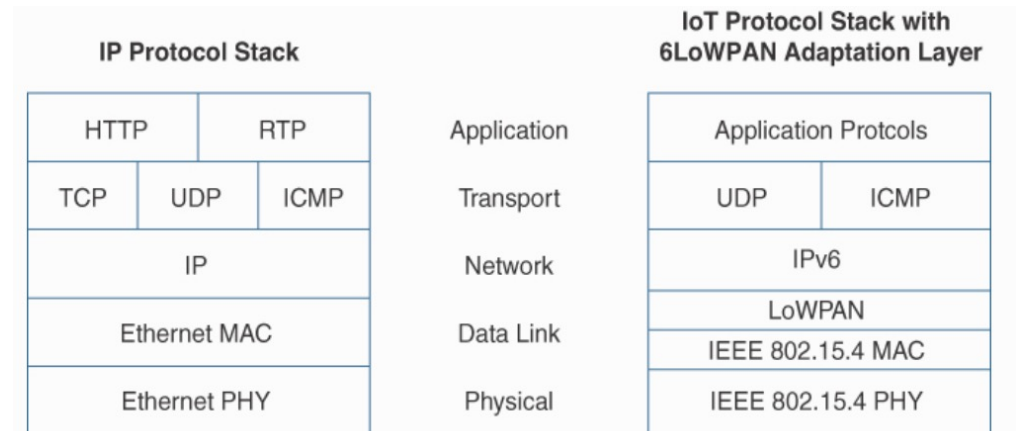 IP Protocol Stack
IoT Protocol Stack with
6LoWPAN Adaptation Layer
HTTP RTP Application Application Protcols
TCP UDP ICMP Transport UDP ICMP
IP Network IPv6
Ethernet MAC Data Link LoWPAN
IEEE 802.15.4 MAC
Ethernet PHY Physical IEEE 802.15.4 PHY